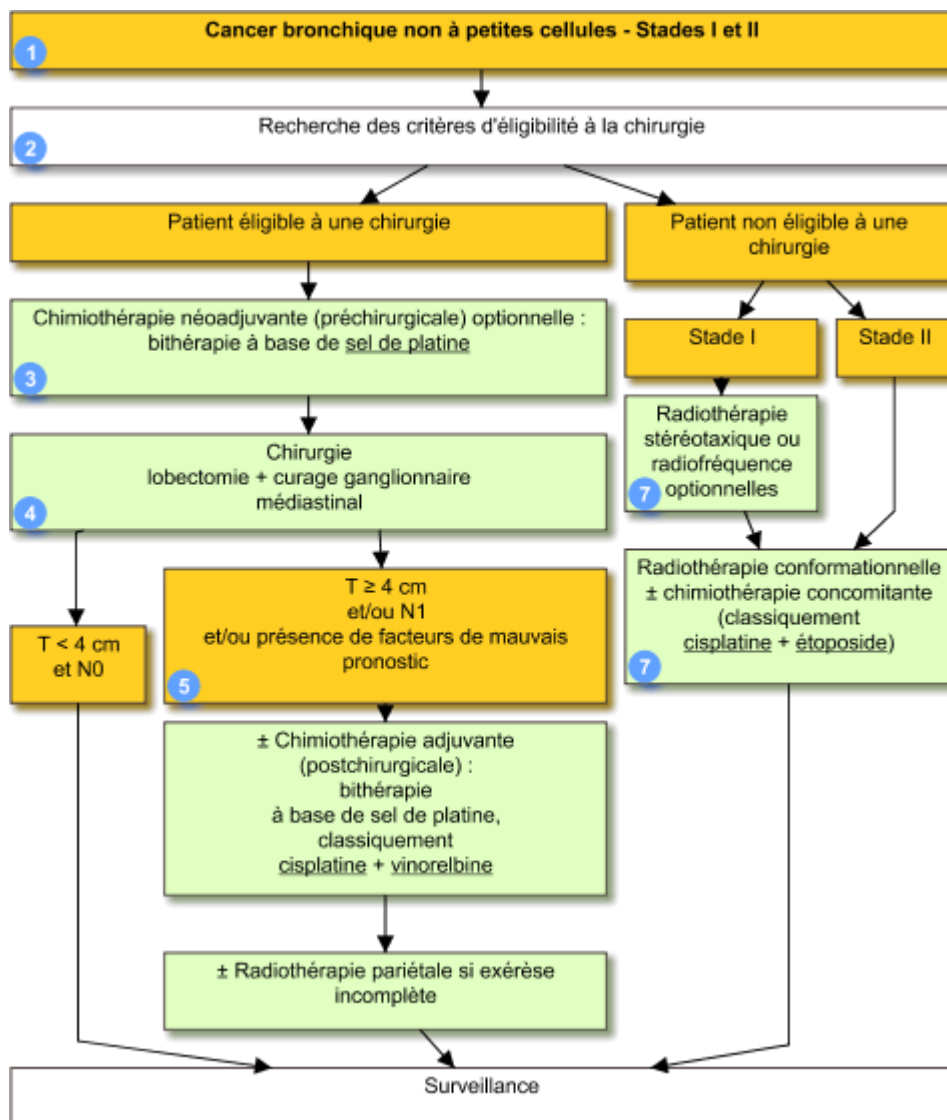 Cancer bronchique non à petites cellules - Stades I et II
1
Recherche des critères d'éligibilité à la chirurgie
2
Patient éligible à une chirurgie
Patient non éligible à une
chirurgie
Chimiothérapie néoadjuvante (préchirurgicale) optionnelle :
bithérapie à base de sel de platine
3
Stade I
Stade II
Radiothérapie
stéréotaxique ou
radiofréquence
optionnelles
7
Chirurgie
lobectomie + curage ganglionnaire
médiastinal
4
Radiothérapie conformationnelle
± chimiothérapie concomitante
(classiquement
cisplatine + étoposide)
7
T < 4 cm
et N0
T ≥ 4 cm
et/ou N1
et/ou présence de facteurs de mauvais
pronostic
5
± Chimiothérapie adjuvante
(postchirurgicale) :
bithérapie
à base de sel de platine,
classiquement
cisplatine + vinorelbine
± Radiothérapie pariétale si exérèse
incomplète
Surveillance